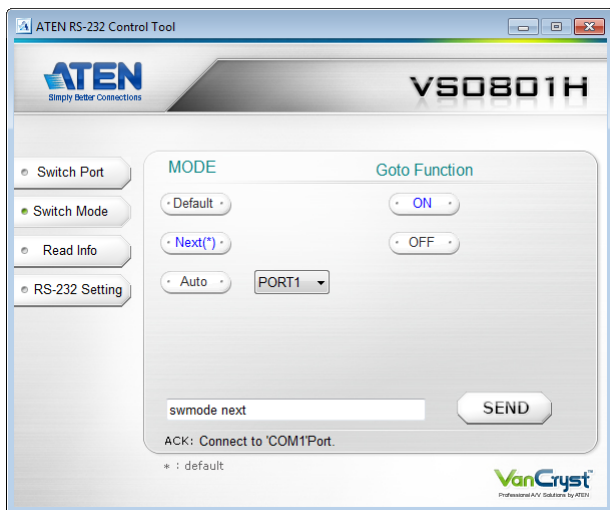 ATEN RS-232 Control Tool
ATEN
Simply Better Connections
VS0801H
Switch Port
Switch Mode
Read Info
RS-232 Setting
MODE
Goto Function
Default
ON
Next(*)
OFF
Auto
PORT1
swmode next
SEND
ACK: Connect to 'COM1'Port.
* : default
VanCryst™
Professional A/V Solutions by ATEN